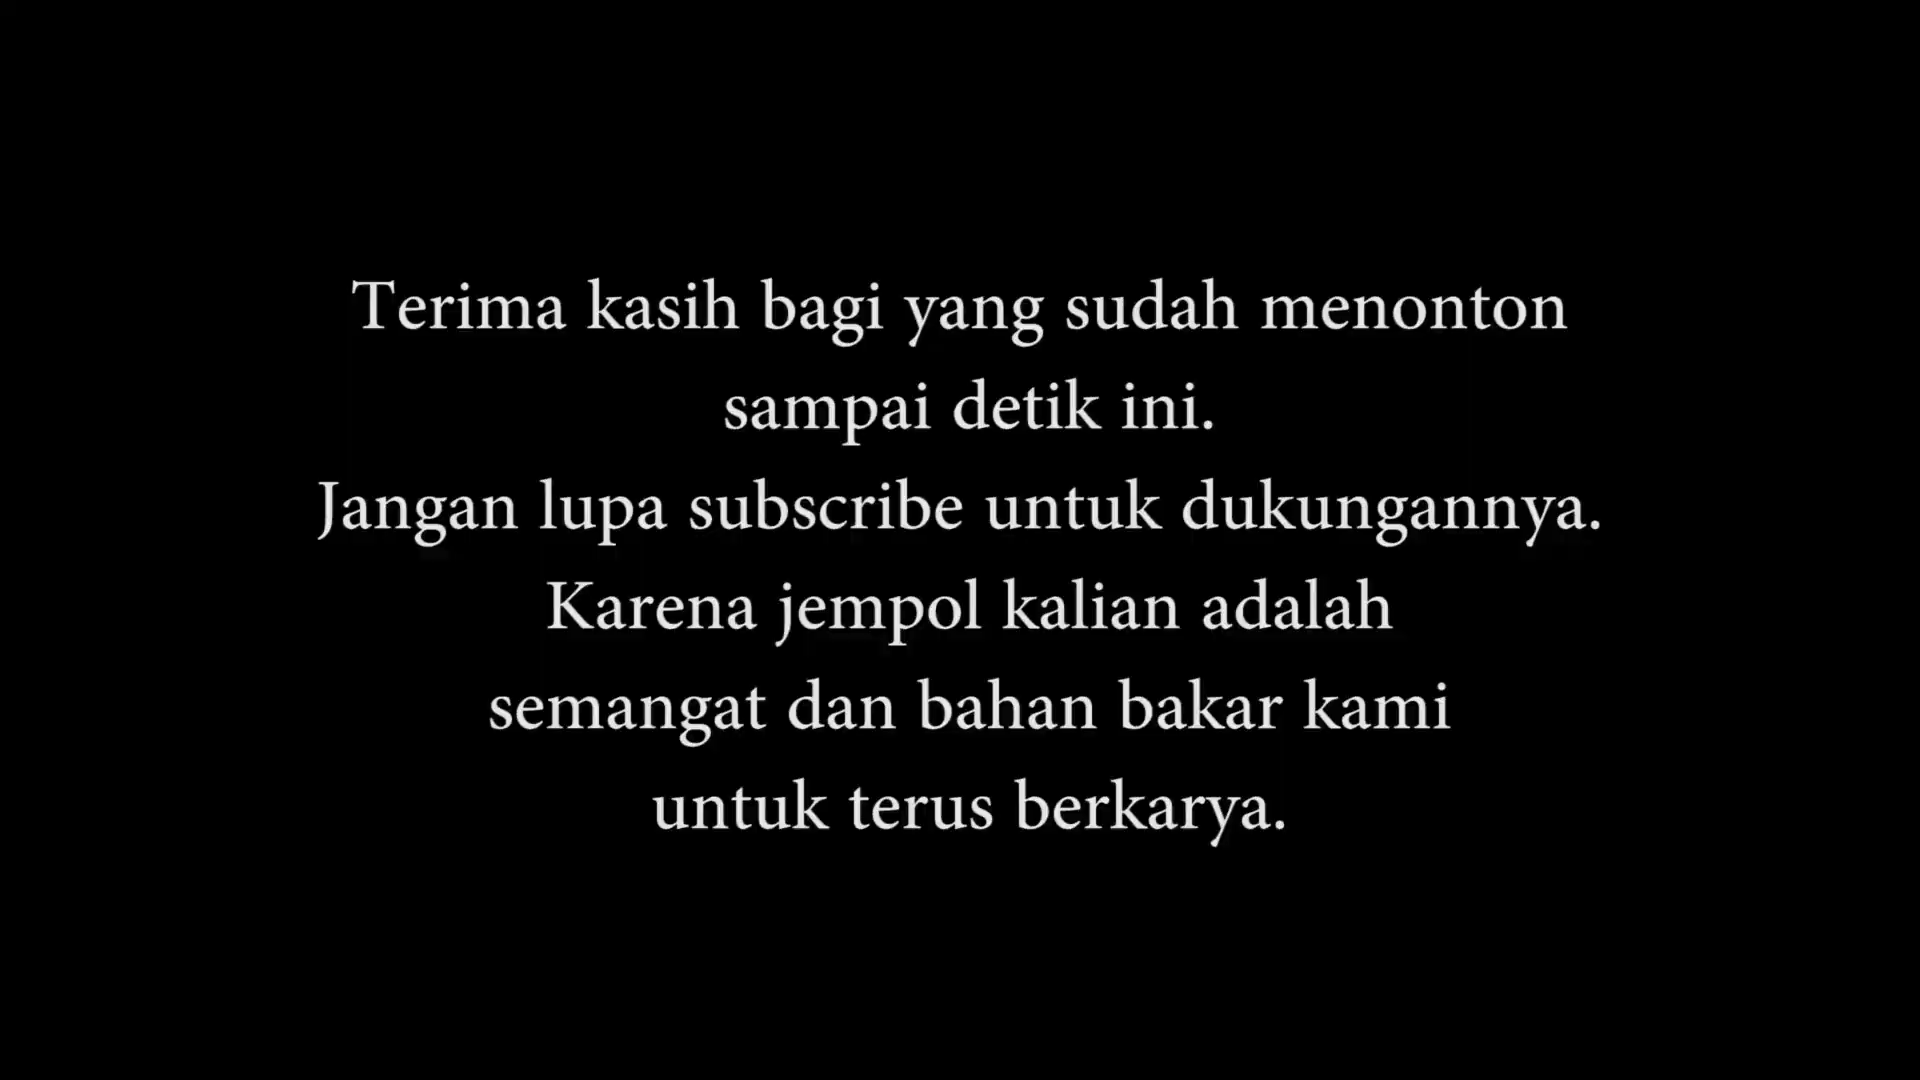 Terima kasih bagi yang sudah menonton
sampai detik ini.
Jangan lupa subscribe untuk dukungannya.
Karena jempol kalian adalah
semangat dan bahan bakar kami
untuk terus berkarya.